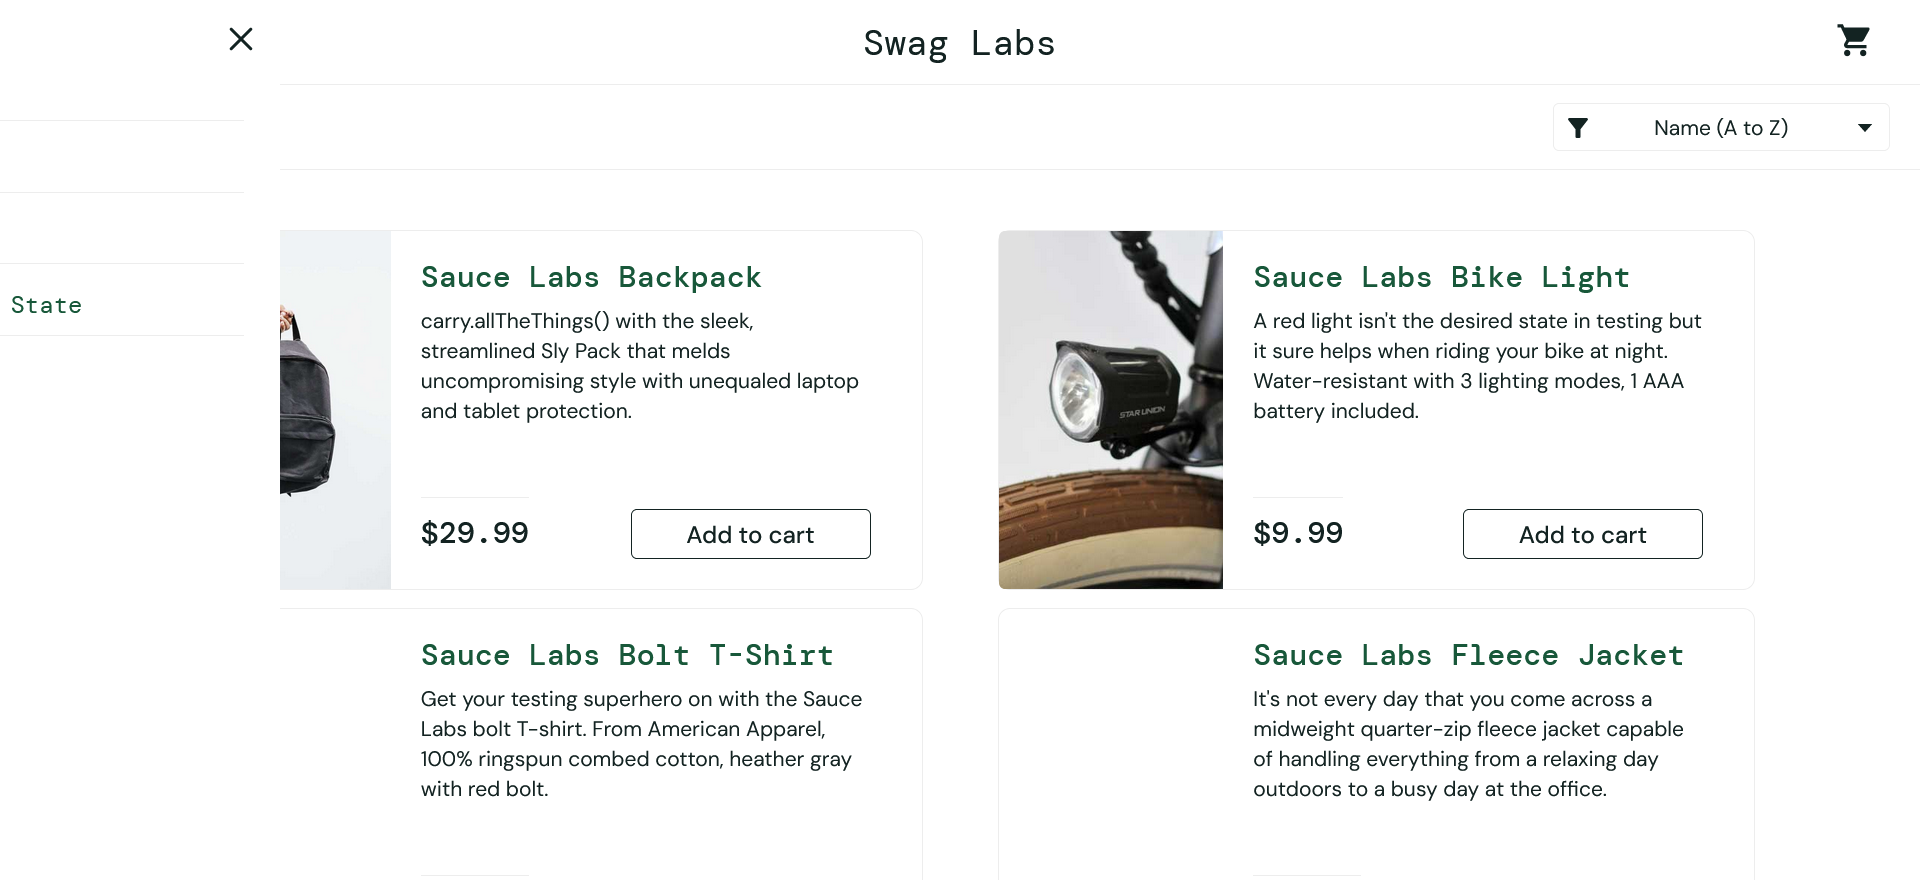 Swag Labs
Name (A to Z)
State
Sauce Labs Backpack
carry.allTheThings() with the sleek,
streamlined Sly Pack that melds
uncompromising style with unequaled laptop
and tablet protection.
$29.99
Add to cart
Sauce Labs Bike Light
A red light isn't the desired state in testing but
it sure helps when riding your bike at night.
Water-resistant with 3 lighting modes, 1 AAA
battery included.
STAR UNION
$9.99
Add to cart
Sauce Labs Bolt T-Shirt
Get your testing superhero on with the Sauce
Labs bolt T-shirt. From American Apparel,
100% ringspun combed cotton, heather gray
with red bolt.
Sauce Labs Fleece Jacket
It's not every day that you come across a
midweight quarter-zip fleece jacket capable
of handling everything from a relaxing day
outdoors to a busy day at the office.